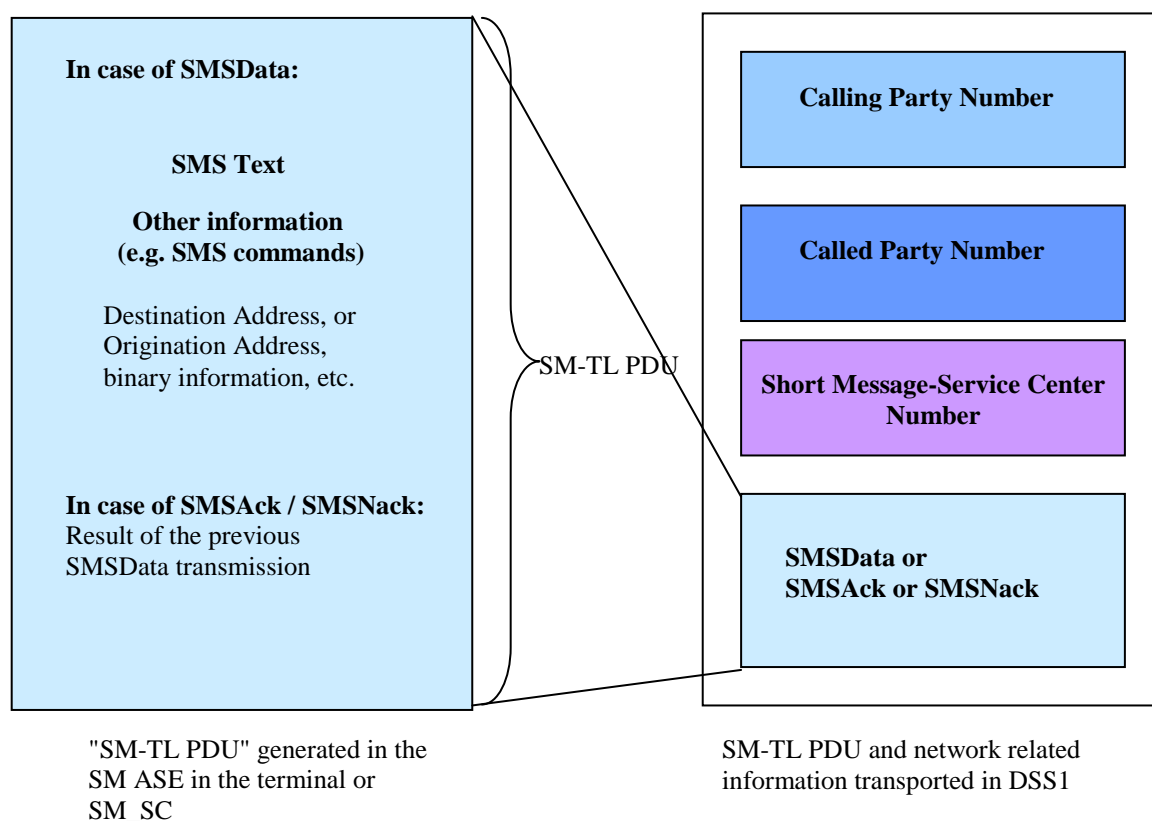 In case of SMSData:
SMS Text
Other information
(e.g. SMS commands)
Destination Address, or
Origination Address,
binary information, etc.
In case of SMSAck / SMSNack:
Result of the previous
SMSData transmission
SM-TL PDU
Calling Party Number
Called Party Number
Short Message-Service Center
Number
SMSData or
SMSAck or SMSNack
"SM-TL PDU" generated in the
SM ASE in the terminal or
SM SC
SM-TL PDU and network related
information transported in DSS1